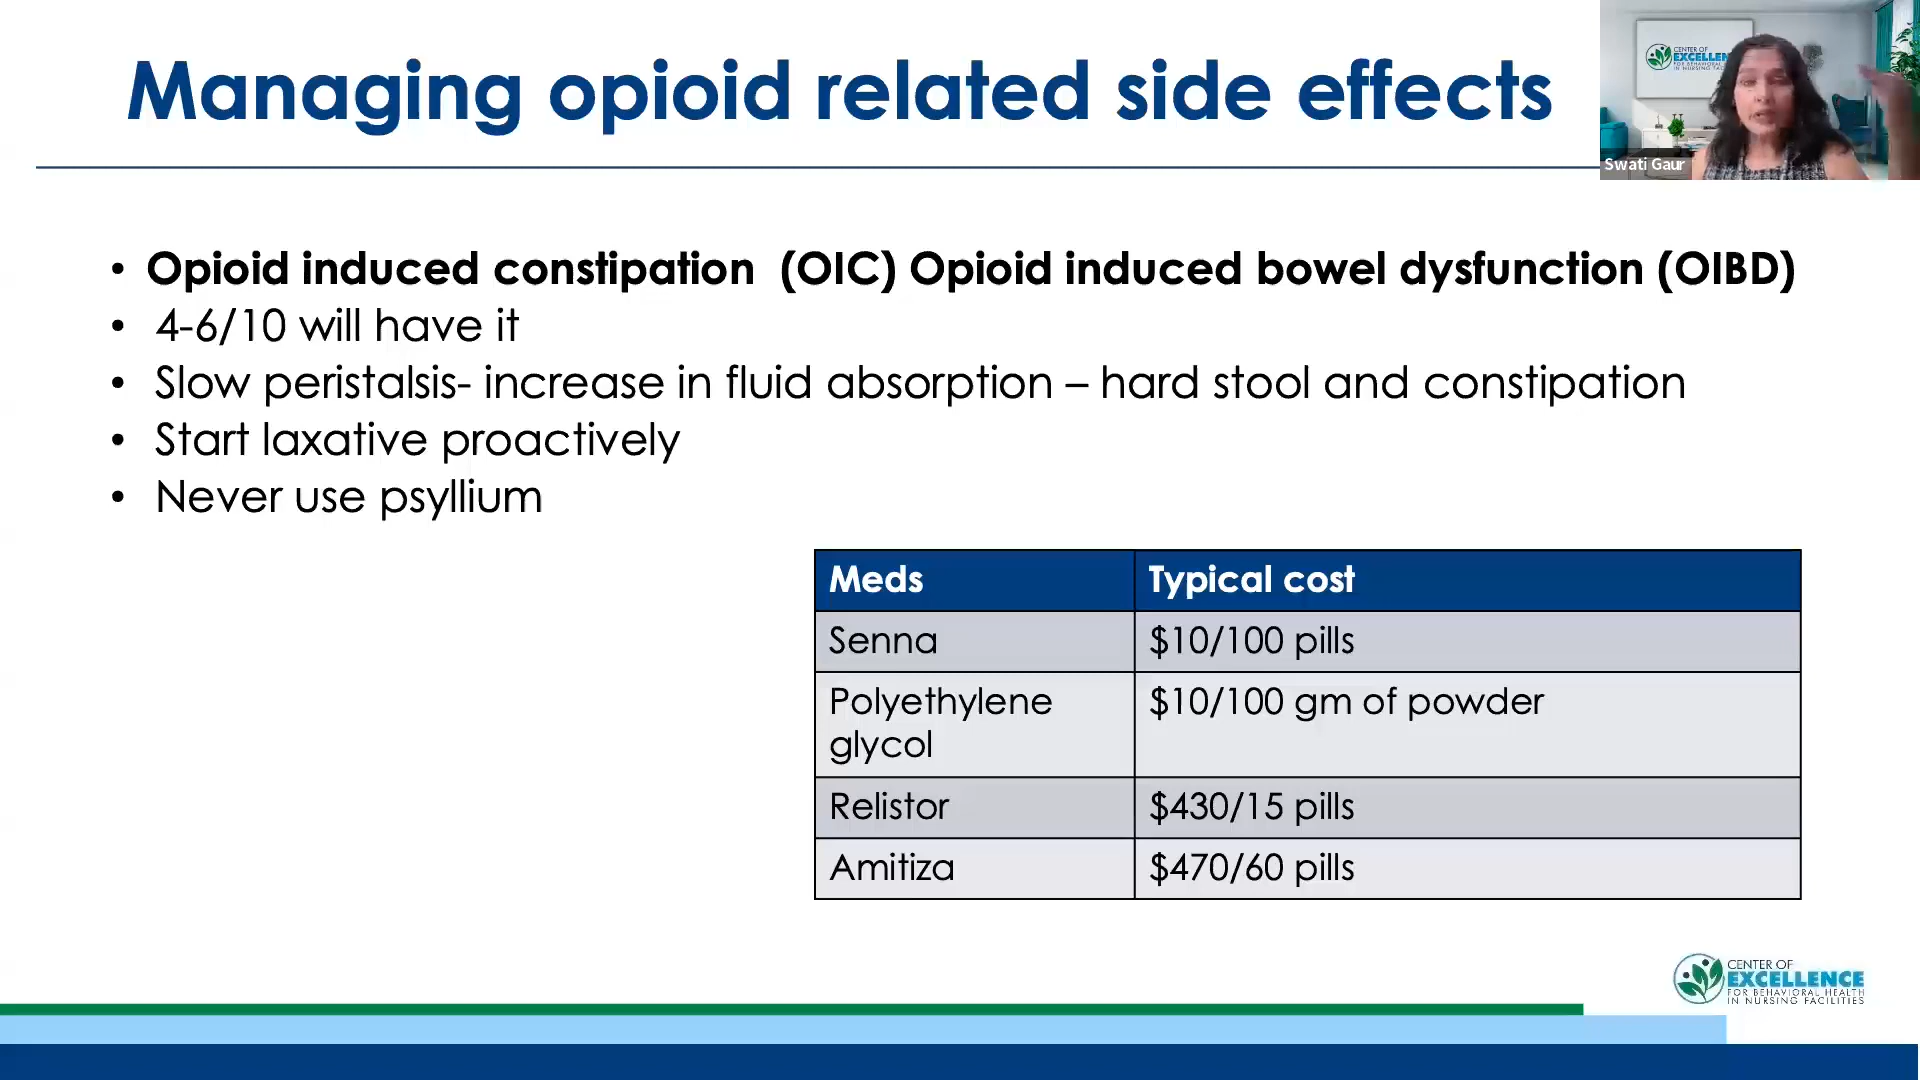 Managing opioid related side effects
CENTER OF
EXCELLEN
Swati Gaur
• Opioid induced constipation (OIC) Opioid induced bowel dysfunction (OIBD)
• 4-6/10 will have it
• Slow peristalsis- increase in fluid absorption – hard stool and constipation
• Start laxative proactively
• Never use psyllium
Meds Typical cost
Senna $10/100 pills
Polyethylene $10/100 gm of powder
glycol
Relistor $430/15 pills
Amitiza $470/60 pills
CENTER OF
EXCELLENCE
FOR BEHAVIORAL HEALTH
IN NURSING FACILITIES